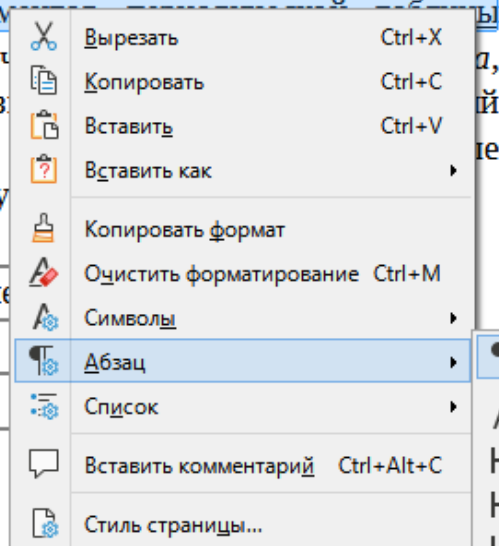 Вырезать Ctrl+X
Копировать Ctrl+C
Вставить Ctrl+V
Вставить как
Копировать формат
Очистить форматирование Ctrl+M
Символы
Абзац
Список
Вставить комментарий Ctrl+Alt+C
Стиль страницы...